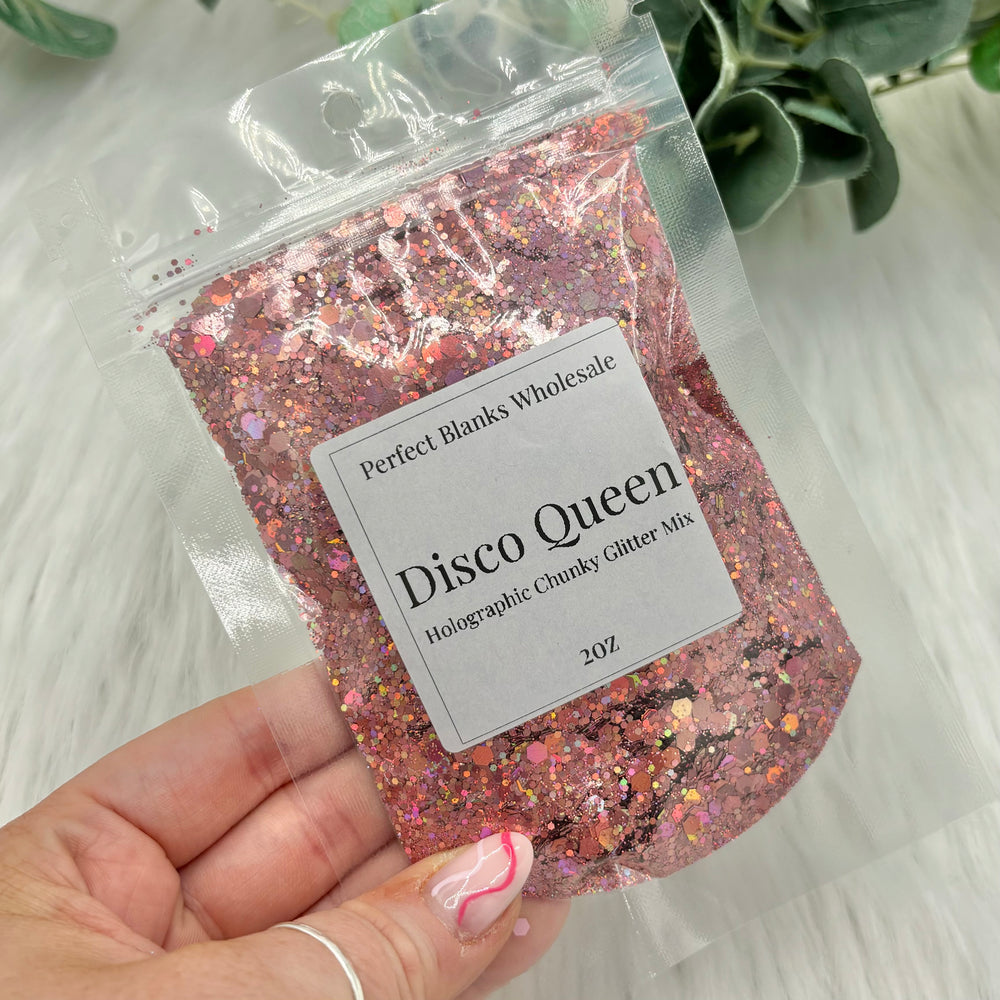 Perfect Blanks Wholesale
Disco Queen
Holographic Chunky Glitter Mix
2OZ